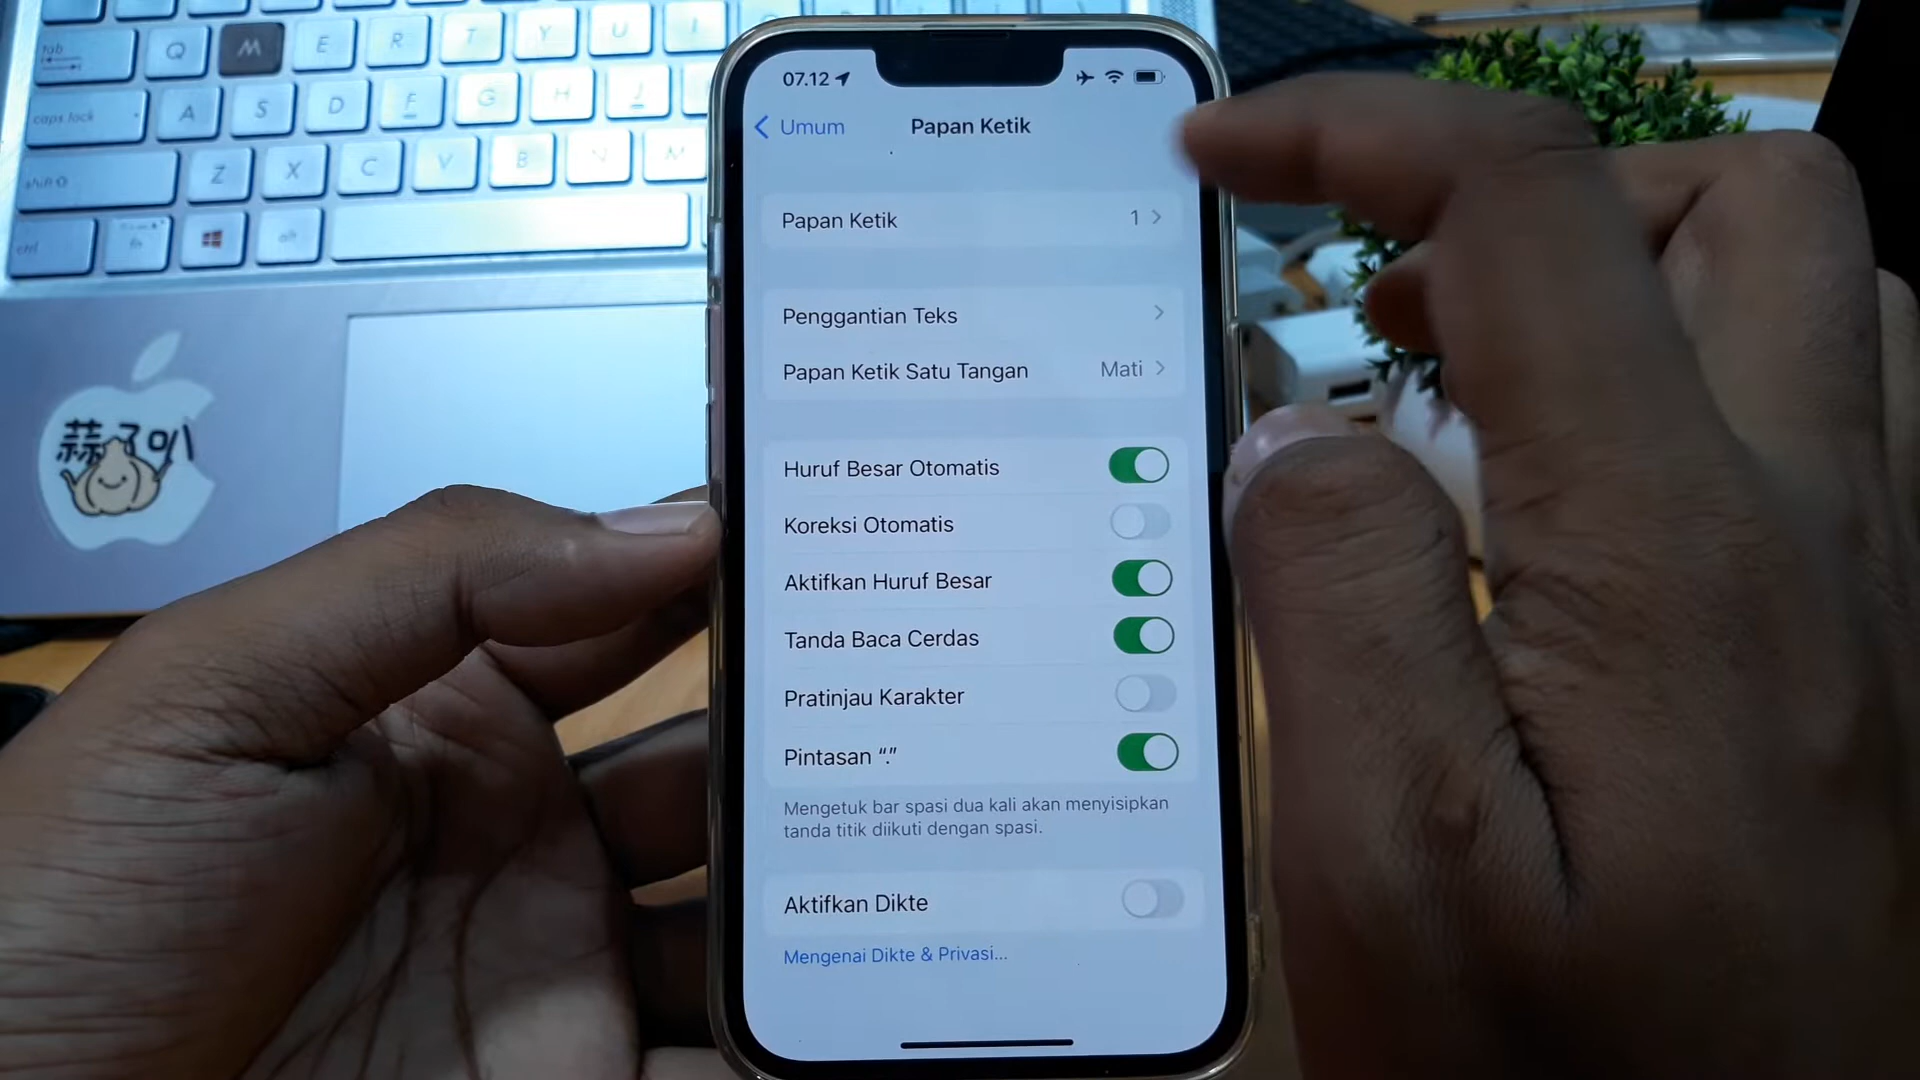 07.12
Umum
Papan Ketik
Papan Ketik 1
Penggantian Teks
Papan Ketik Satu Tangan Mati
Huruf Besar Otomatis
Koreksi Otomatis
Aktifkan Huruf Besar
Tanda Baca Cerdas
Pratinjau Karakter
Pintasan “.”
Mengetuk bar spasi dua kali akan menyisipkan
tanda titik diikuti dengan spasi.
Aktifkan Dikte
Mengenai Dikte & Privasi...
tab Q M E R T Y U I
caps lock A S D F G H J
shift Z X C V B N M
ctrl fn alt